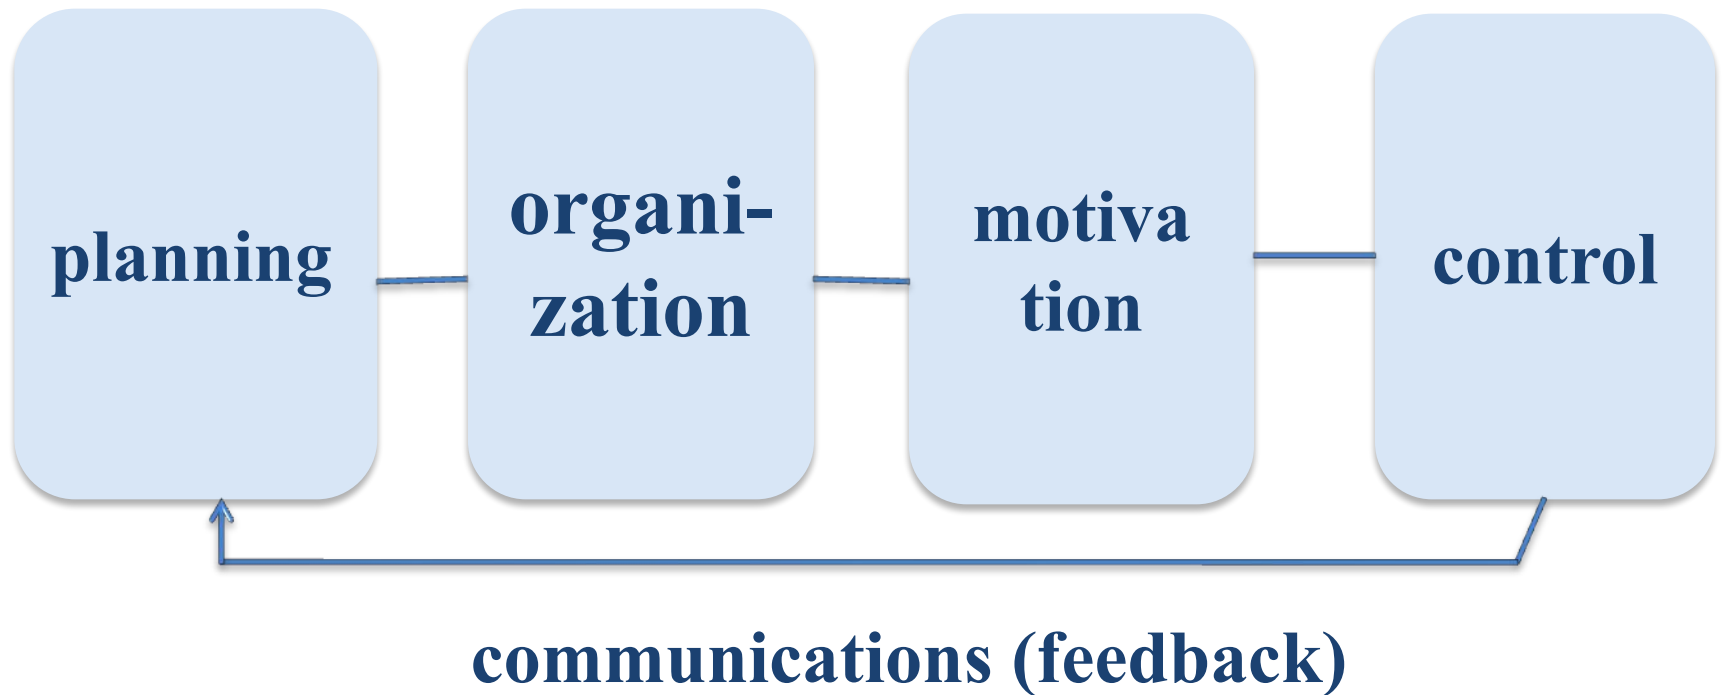 planning
organi-
zation
motiva
tion
control
communications (feedback)